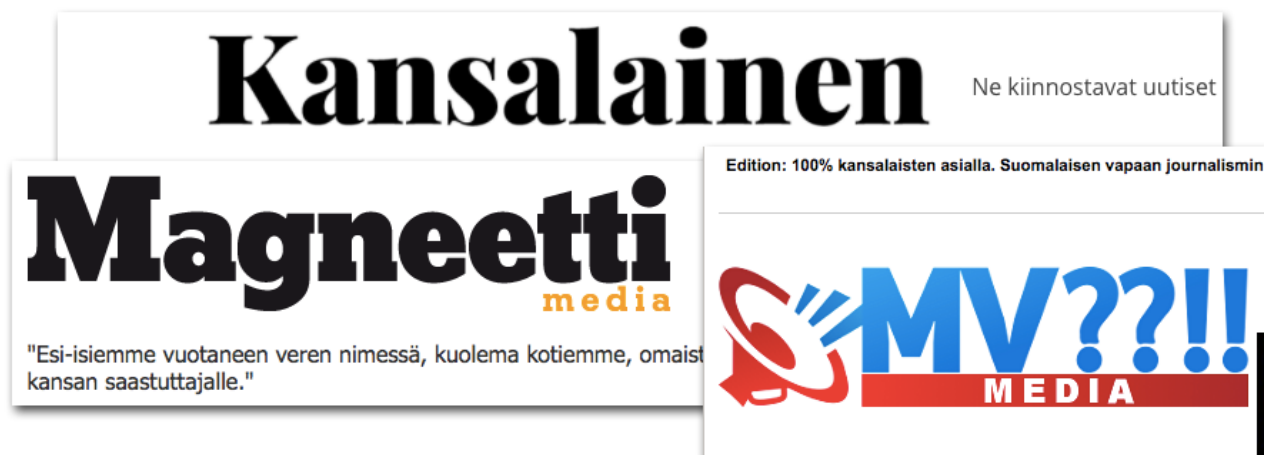 Kansalainen
Ne kiinnostavat uutiset
Magneetti
media
"Esi-isiemme vuotaneen veren nimessä, kuolema kotiemme,
kansan saastuttajalle."
Edition: 100% kansalaisten asialla. Suomalaisen vapaan journalismin
MV??!!
MEDIA